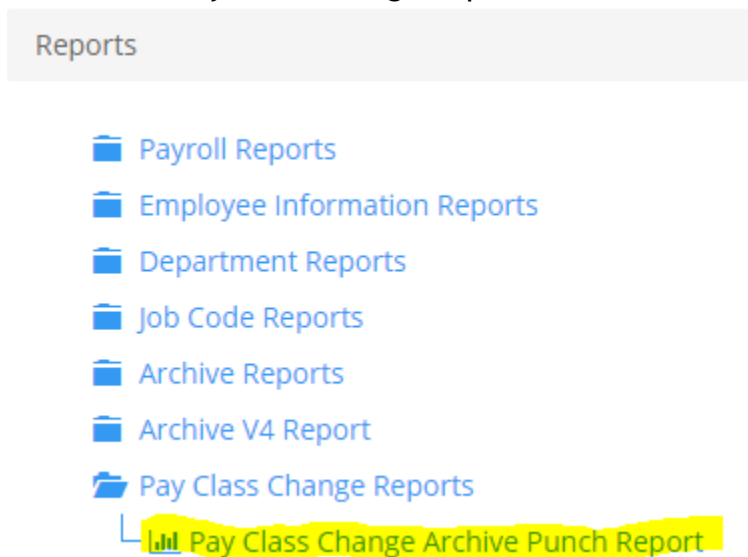 Reports
Payroll Reports
Employee Information Reports
Department Reports
Job Code Reports
Archive Reports
Archive V4 Report
Pay Class Change Reports
Pay Class Change Archive Punch Report